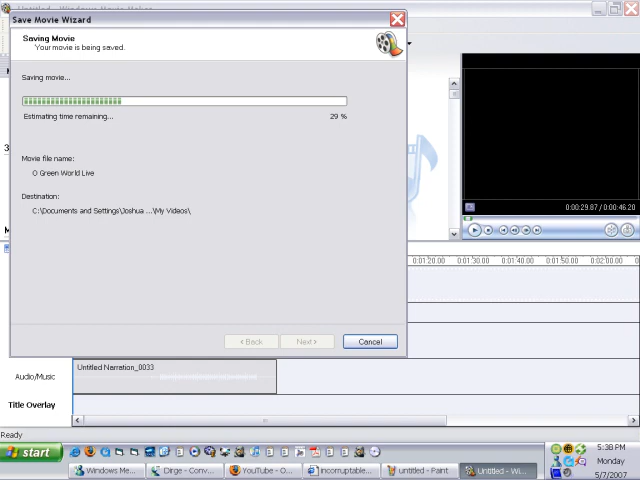 Untitled - Windows Movie Maker
Save Movie Wizard
Saving Movie
Your movie is being saved.
Saving movie...
Estimating time remaining...
29 %
Movie file name:
O Green World Live
Destination:
C:\Documents and Settings\Joshua ...\My Videos\
< Back
Next >
Cancel
0:00:29.87 / 0:00:46.20
0:01:20.00 0:01:30.00 0:01:40.00 0:01:50.00 0:02:00.00
Audio/Music
Untitled Narration_0033
Title Overlay
Ready
start
5:38 PM
Monday
5/7/2007
Windows Me...
Dirge - Conv...
YouTube - O...
incorruptable...
untitled - Paint
Untitled - Wi...